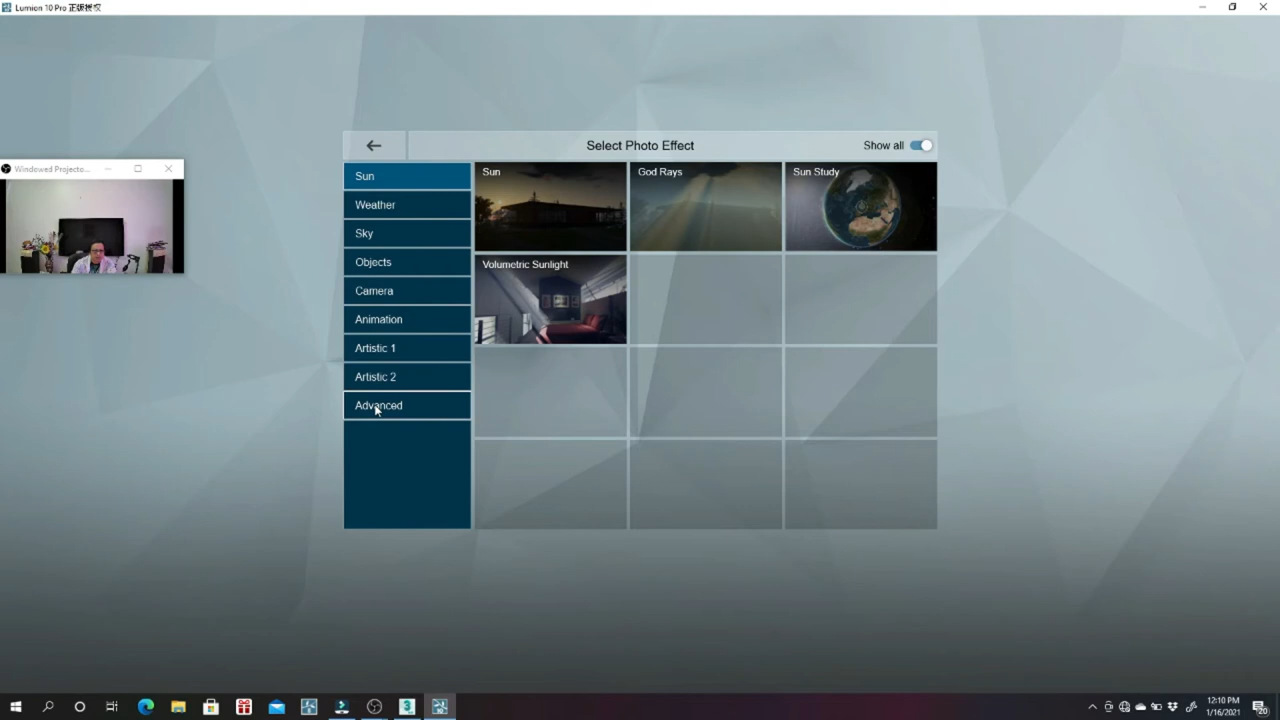 Lumion 10 Pro 正版授权
Select Photo Effect
Show all
Windowed Projecto...
Sun
Weather
Sky
Objects
Camera
Animation
Artistic 1
Artistic 2
Advanced
Sun
God Rays
Sun Study
Volumetric Sunlight
12:10 PM
1/16/2021
20